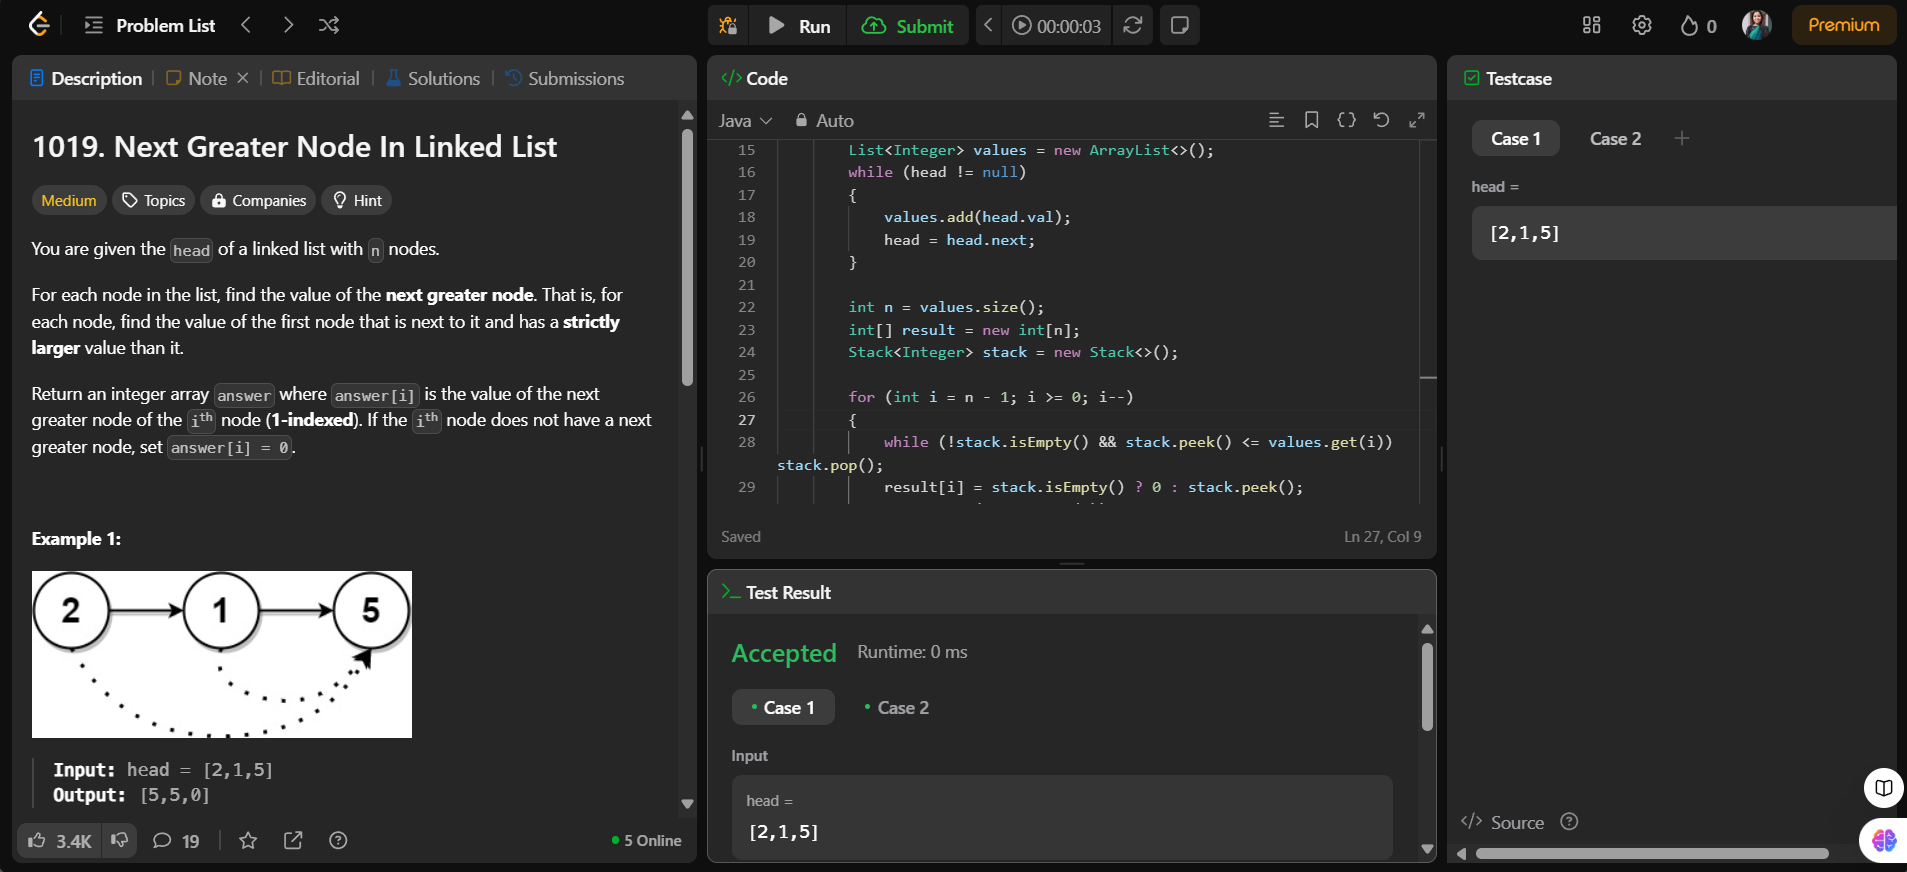 Problem List
Run
Submit
00:00:03
0
Premium
Description
Note
Editorial
Solutions
Submissions
1019. Next Greater Node In Linked List
Medium
Topics
Companies
Hint
You are given the head of a linked list with n nodes.
For each node in the list, find the value of the next greater node. That is, for
each node, find the value of the first node that is next to it and has a strictly
larger value than it.
Return an integer array answer where answer[i] is the value of the next
greater node of the ith node (1-indexed). If the ith node does not have a next
greater node, set answer[i] = 0.
Example 1:
2
1
5
Input: head = [2,1,5]
Output: [5,5,0]
3.4K
19
5 Online
</> Code
Java
Auto
15 List<Integer> values = new ArrayList<>();
16 while (head != null)
17 {
18 values.add(head.val);
19 head = head.next;
20 }
21
22 int n = values.size();
23 int[] result = new int[n];
24 Stack<Integer> stack = new Stack<>();
25
26 for (int i = n - 1; i >= 0; i--)
27 {
28 while (!stack.isEmpty() && stack.peek() <= values.get(i))
stack.pop();
29 result[i] = stack.isEmpty() ? 0 : stack.peek();
Saved
Ln 27, Col 9
Test Result
Accepted
Runtime: 0 ms
Case 1
Case 2
Input
head =
[2,1,5]
Testcase
Case 1
Case 2
+
head =
[2,1,5]
</> Source